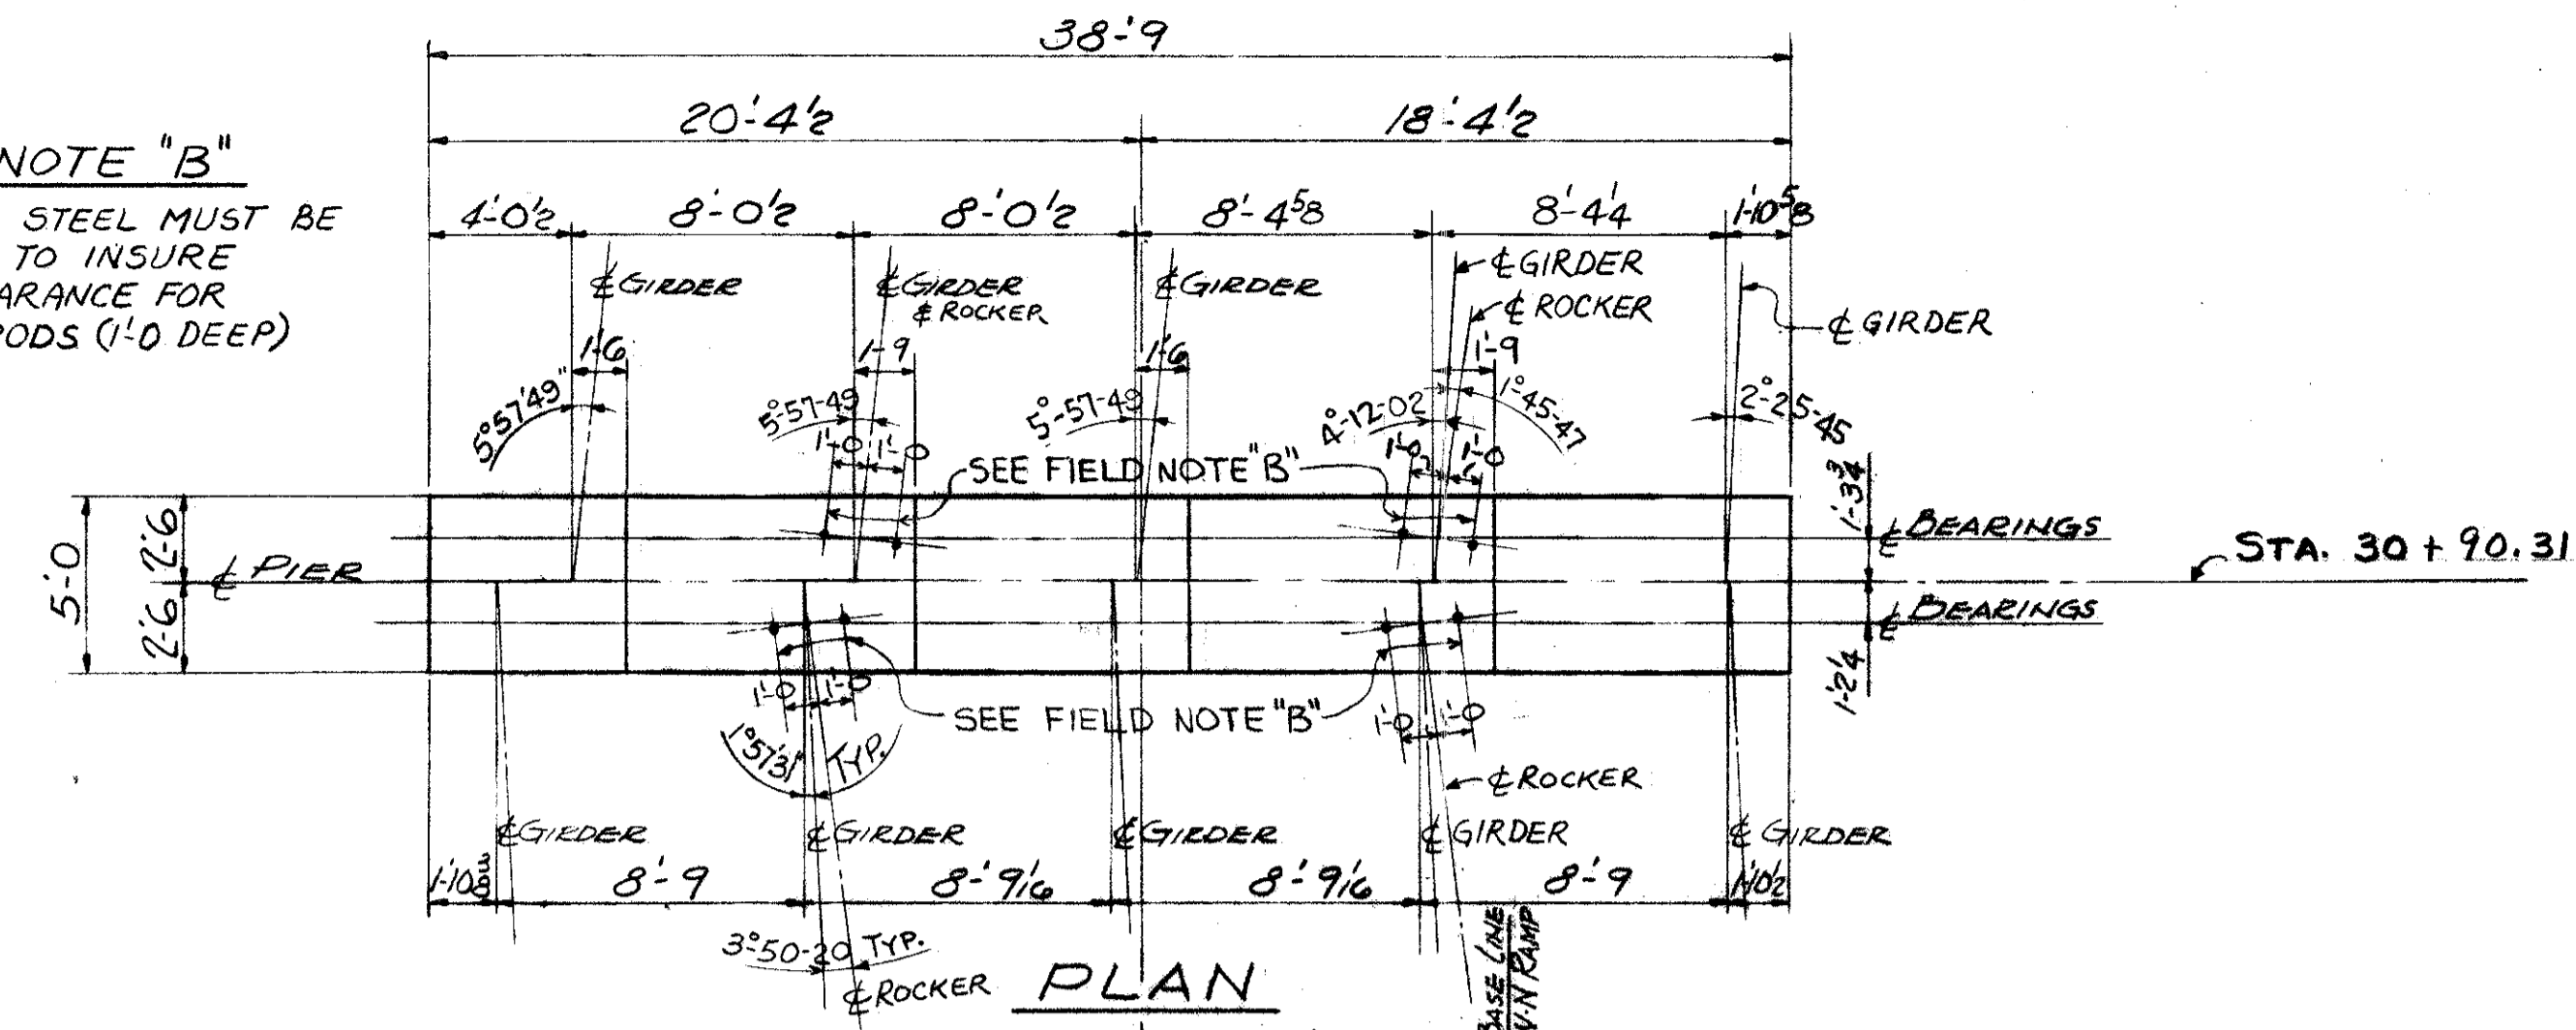 38'-9
20'-4½
18'-4½
NOTE "B"
STEEL MUST BE
TO INSURE
ARANCE FOR
RODS (1'-0 DEEP)
4'-0½
8'-0½
8'-0½
8'-4⅝
8'-4¼
1'-10⅝
℄ GIRDER
℄ GIRDER
℄ ROCKER
℄ GIRDER
℄ GIRDER
℄ ROCKER
℄ GIRDER
1'-6
1'-9
1'-6
1'-9
5°57'49"
5°-57-49
5°-57-49
4°-12-02
1°-45-47
2°-25-45
1'-0
1'-0
1'-0
1'-0
SEE FIELD NOTE "B"
5'-0
2'-6
2'-6
℄ PIER
1'-3¾
℄ BEARINGS
STA. 30 + 90.31
℄ BEARINGS
1'-2¼
1'-0
1'-0
SEE FIELD NOTE "B"
1'-0
1'-0
1°57'31" TYP.
℄ ROCKER
℄ GIRDER
℄ GIRDER
℄ GIRDER
℄ GIRDER
℄ GIRDER
1'-10⅜
8'-9
8'-9 1/16
8'-9 1/16
8'-9
3°-50-20 TYP.
℄ ROCKER
PLAN
BASE LINE
V-N RAMP